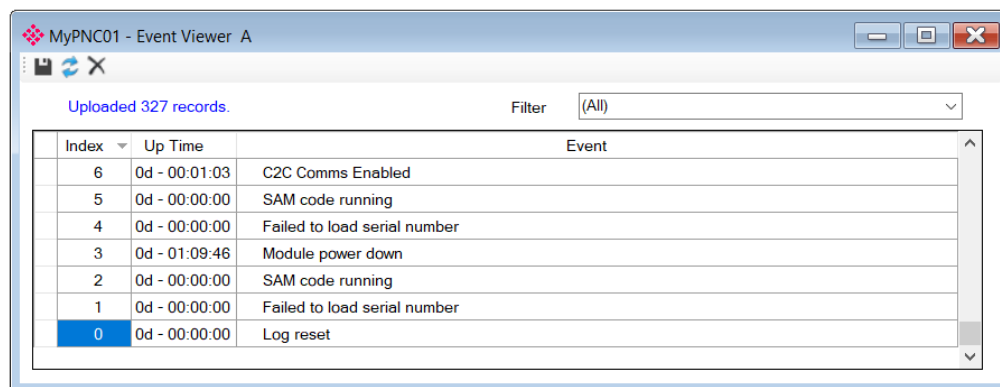 MyPNC01 - Event Viewer A
Uploaded 327 records. Filter (All)
Index Up Time Event
6 0d - 00:01:03 C2C Comms Enabled
5 0d - 00:00:00 SAM code running
4 0d - 00:00:00 Failed to load serial number
3 0d - 01:09:46 Module power down
2 0d - 00:00:00 SAM code running
1 0d - 00:00:00 Failed to load serial number
0 0d - 00:00:00 Log reset